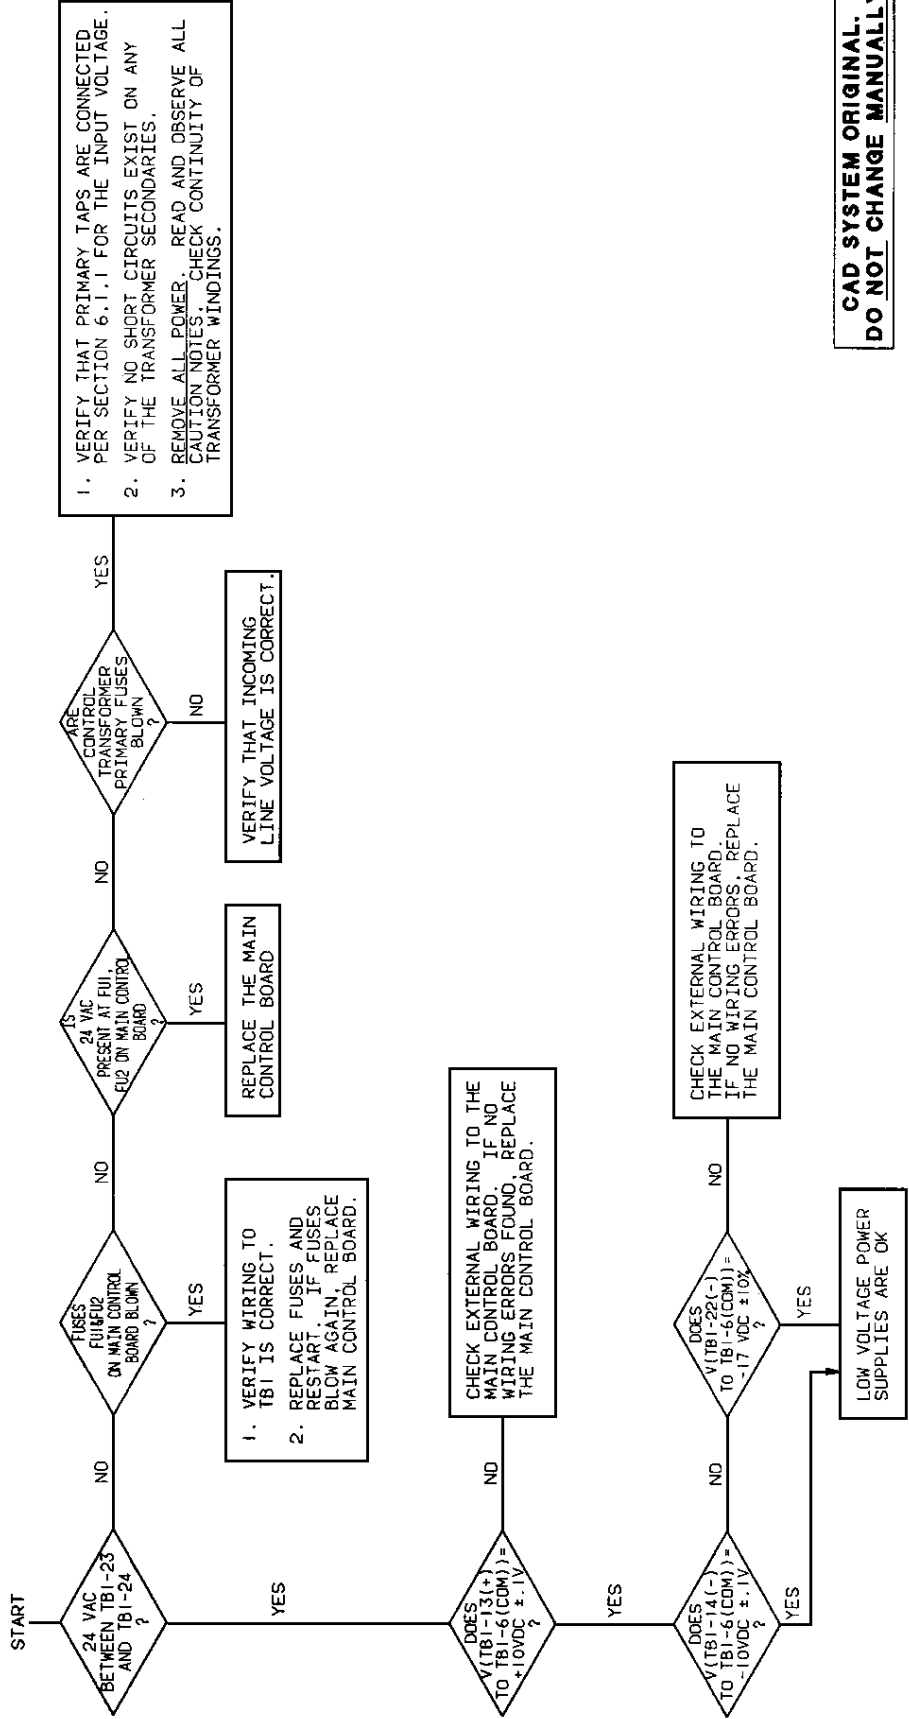 START
24 VAC
BETWEEN TB1-23
AND TB1-24
?
NO
FUSES
FU1&FU2
ON MAIN CONTROL
BOARD BLOWN
?
NO
IS
24 VAC
PRESENT AT FU1,
FU2 ON MAIN CONTROL
BOARD
?
NO
ARE
CONTROL
TRANSFORMER
PRIMARY FUSES
BLOWN
?
YES
1. VERIFY THAT PRIMARY TAPS ARE CONNECTED
PER SECTION 6.1.1 FOR THE INPUT VOLTAGE.
2. VERIFY NO SHORT CIRCUITS EXIST ON ANY
OF THE TRANSFORMER SECONDARIES.
3. REMOVE ALL POWER. READ AND OBSERVE ALL
CAUTION NOTES. CHECK CONTINUITY OF
TRANSFORMER WINDINGS.
YES
1. VERIFY WIRING TO
TB1 IS CORRECT.
2. REPLACE FUSES AND
RESTART. IF FUSES
BLOW AGAIN, REPLACE
MAIN CONTROL BOARD.
YES
REPLACE THE MAIN
CONTROL BOARD
NO
VERIFY THAT INCOMING
LINE VOLTAGE IS CORRECT.
YES
DOES
V(TB1-13(+)
TO TB1-6(COM))=
+10VDC ±.1V
?
NO
CHECK EXTERNAL WIRING TO THE
MAIN CONTROL BOARD. IF NO
WIRING ERRORS FOUND, REPLACE
THE MAIN CONTROL BOARD.
YES
DOES
V(TB1-14(-)
TO TB1-6(COM))=
-10VDC ±.1V
?
NO
DOES
V(TB1-22(-)
TO TB1-6(COM))=
-17 VDC ±10%
?
NO
CHECK EXTERNAL WIRING TO
THE MAIN CONTROL BOARD.
IF NO WIRING ERRORS, REPLACE
THE MAIN CONTROL BOARD.
YES
YES
LOW VOLTAGE POWER
SUPPLIES ARE OK
CAD SYSTEM ORIGINAL.
DO NOT CHANGE MANUALLY